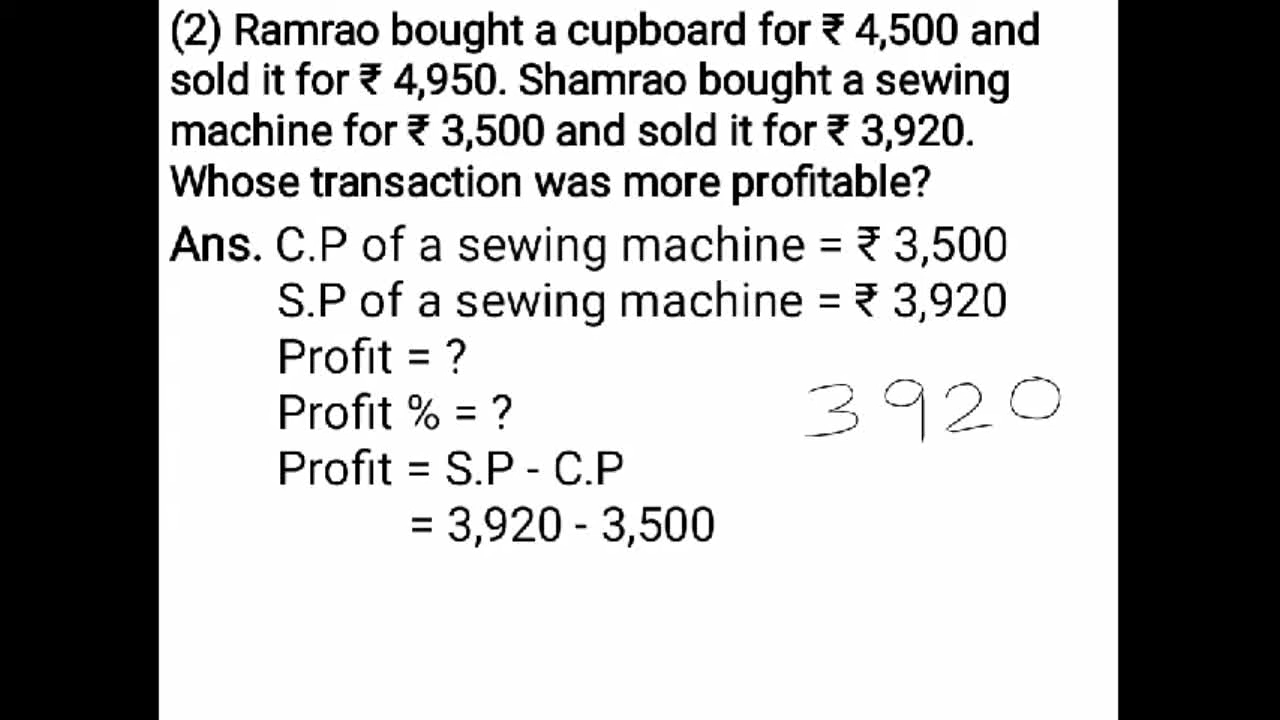 (2) Ramrao bought a cupboard for ₹ 4,500 and
sold it for ₹ 4,950. Shamrao bought a sewing
machine for ₹ 3,500 and sold it for ₹ 3,920.
Whose transaction was more profitable?
Ans. C.P of a sewing machine = ₹ 3,500
S.P of a sewing machine = ₹ 3,920
Profit = ?
Profit % = ?
3920
Profit = S.P - C.P
= 3,920 - 3,500